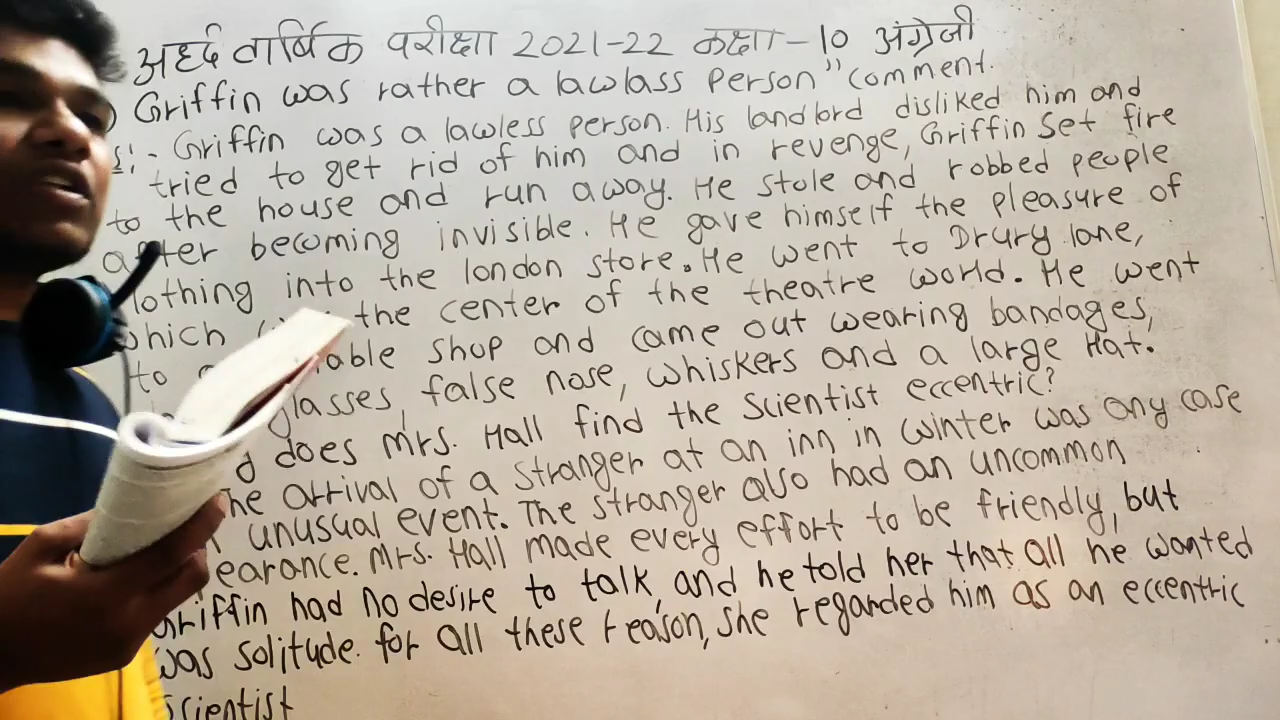 अर्ध्द वार्षिक परीक्षा 2021-22 कक्षा-10 अंग्रेजी
) Griffin was rather a lawlass person" comment.
s:- Griffin was a lawless person. His landlord disliked him and
tried to get rid of him and in revenge, Griffin Set fire
to the house and run away. He stole and robbed people
after becoming invisible. He gave himself the pleasure of
lothing into the london store. He went to Drury lane,
which the center of the theatre world. He went
to able shop and came out wearing bandages,
glasses, false nose, whiskers and a large Hat.
does Mrs. Hall find the Scientist eccentric?
he arrival of a stranger at an inn in winter was any case
unusual event. The stranger also had an uncommon
earance. Mrs. Hall made every effort to be friendly, but
Griffin had no desire to talk, and he told her that all he wanted
was solitude. for all these reason, she regarded him as an eccentric
Scientist